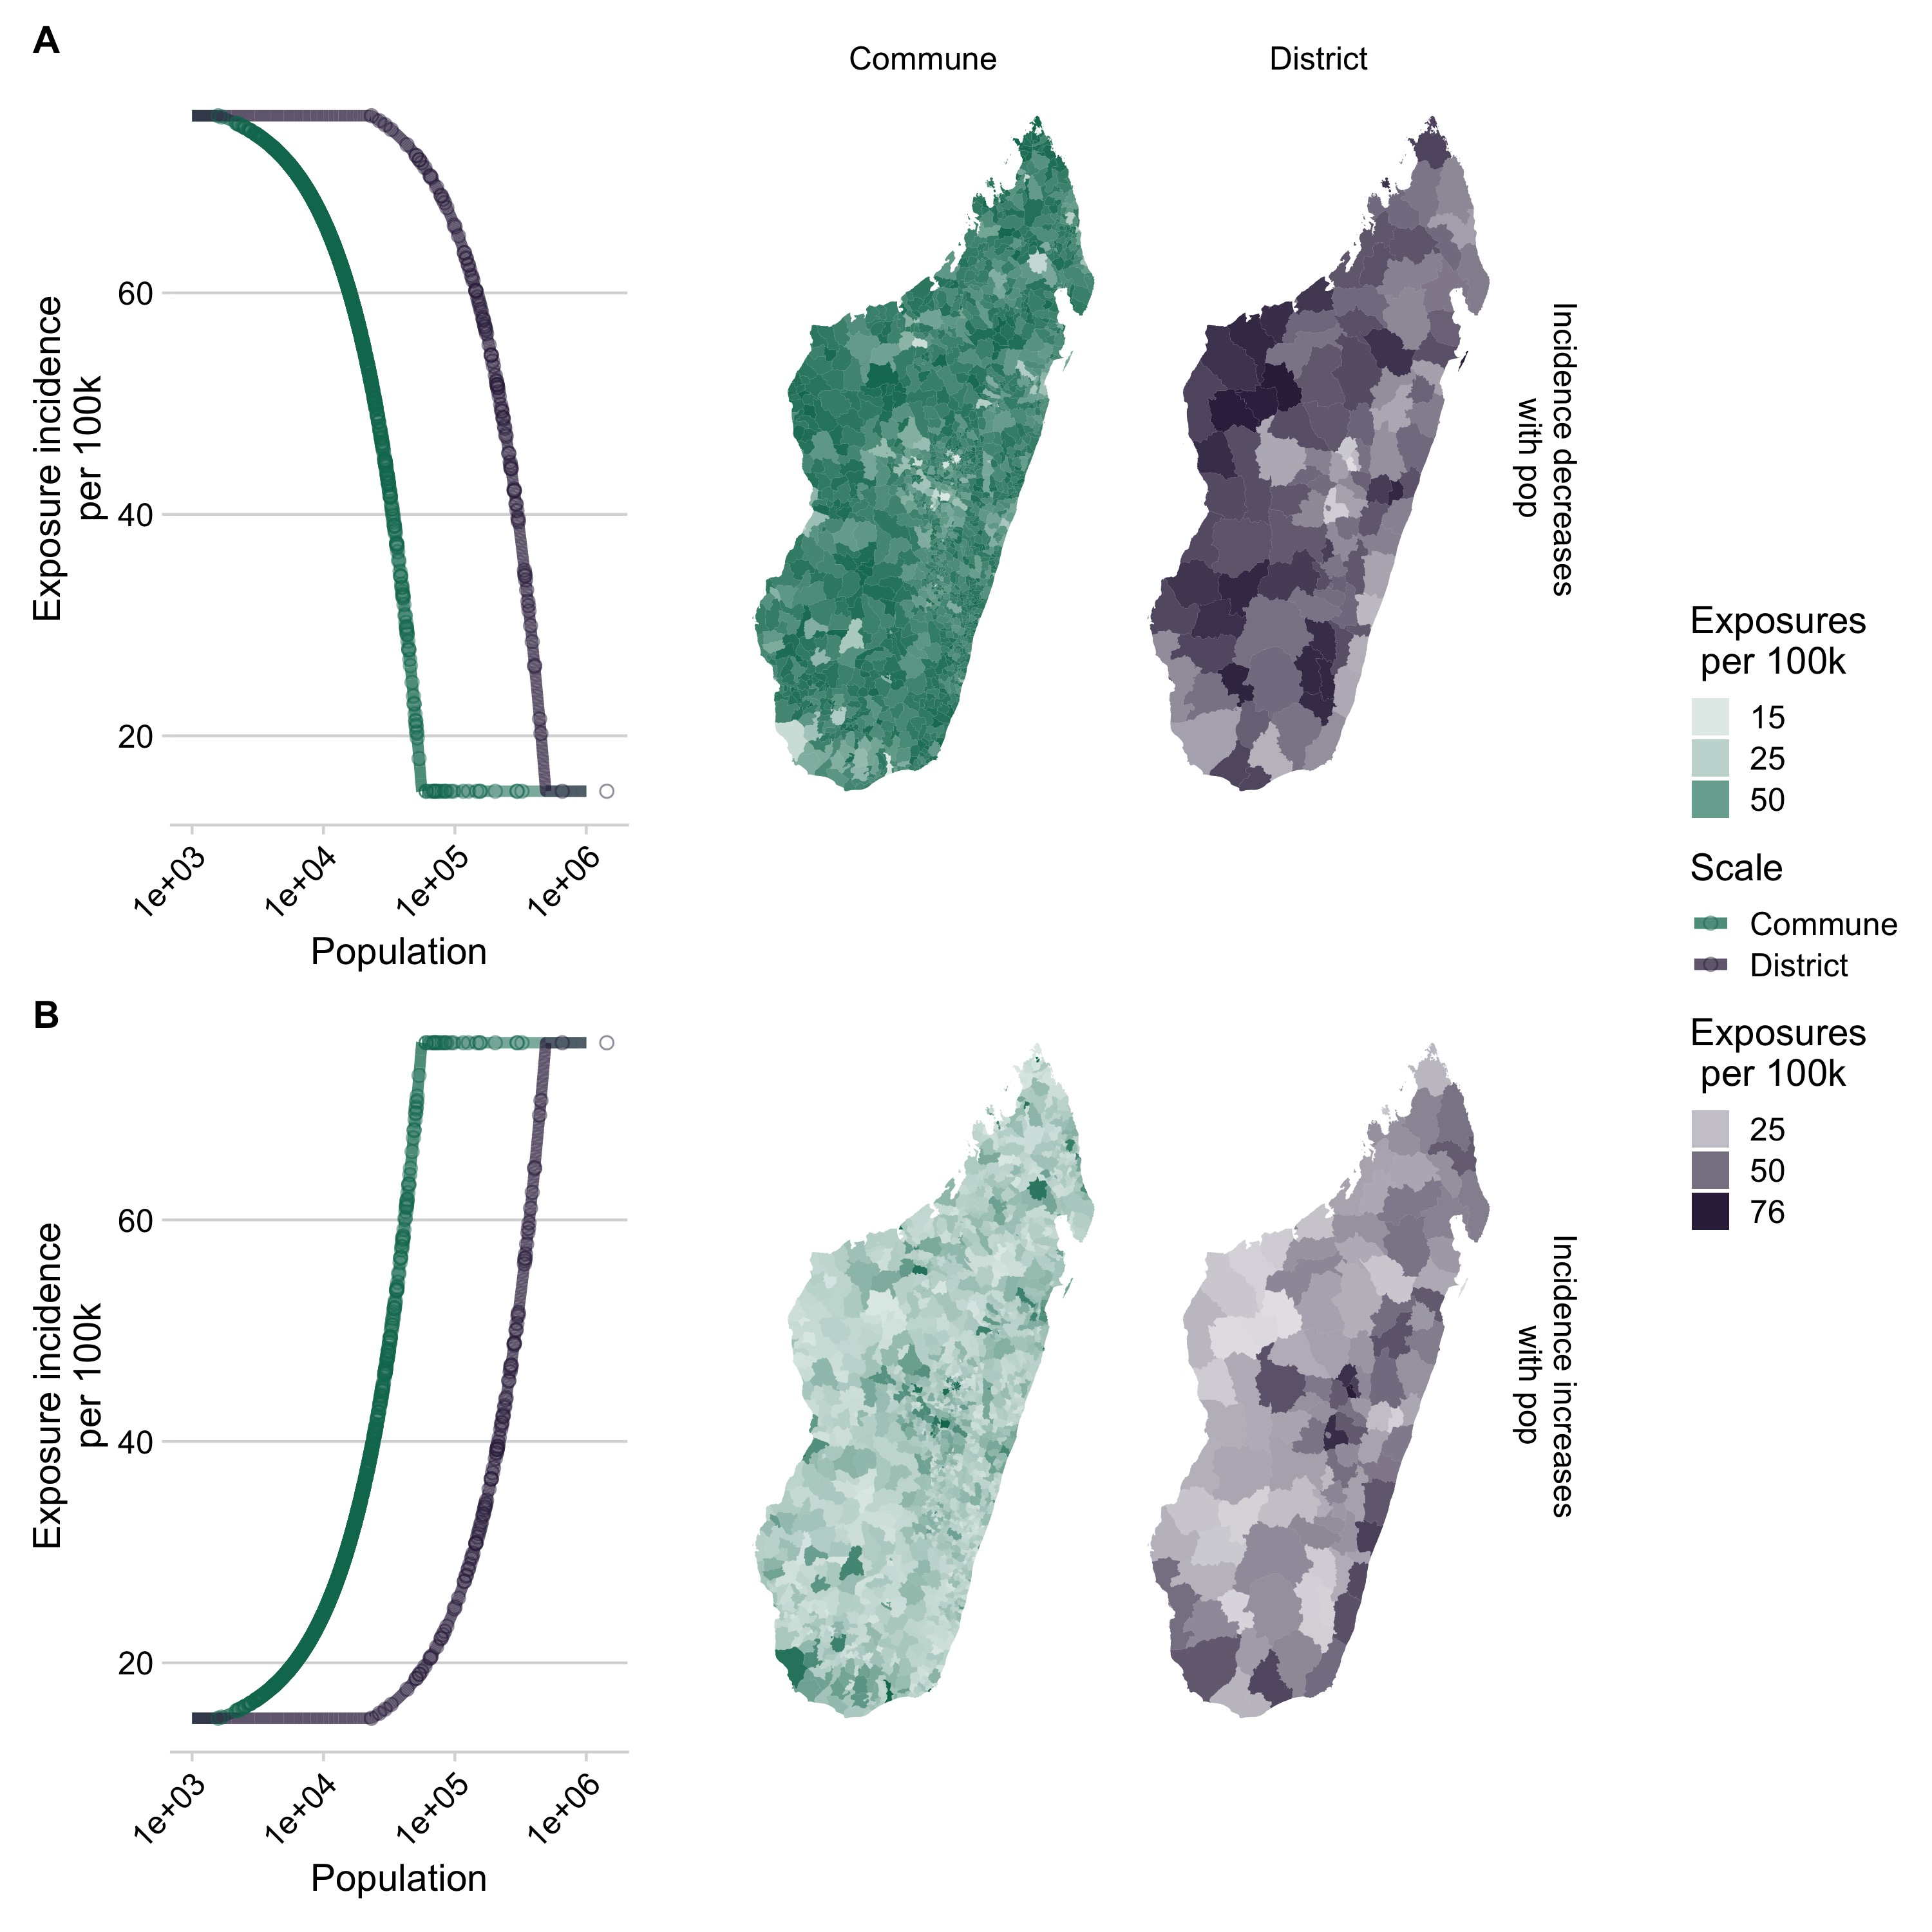 A
Commune
District
Exposure incidence
per 100k
60
40
20
1e+03
1e+04
1e+05
1e+06
Population
Incidence decreases
with pop
Exposures
per 100k
15
25
50
Scale
Commune
District
Exposures
per 100k
25
50
76
B
Exposure incidence
per 100k
60
40
20
1e+03
1e+04
1e+05
1e+06
Population
Incidence increases
with pop